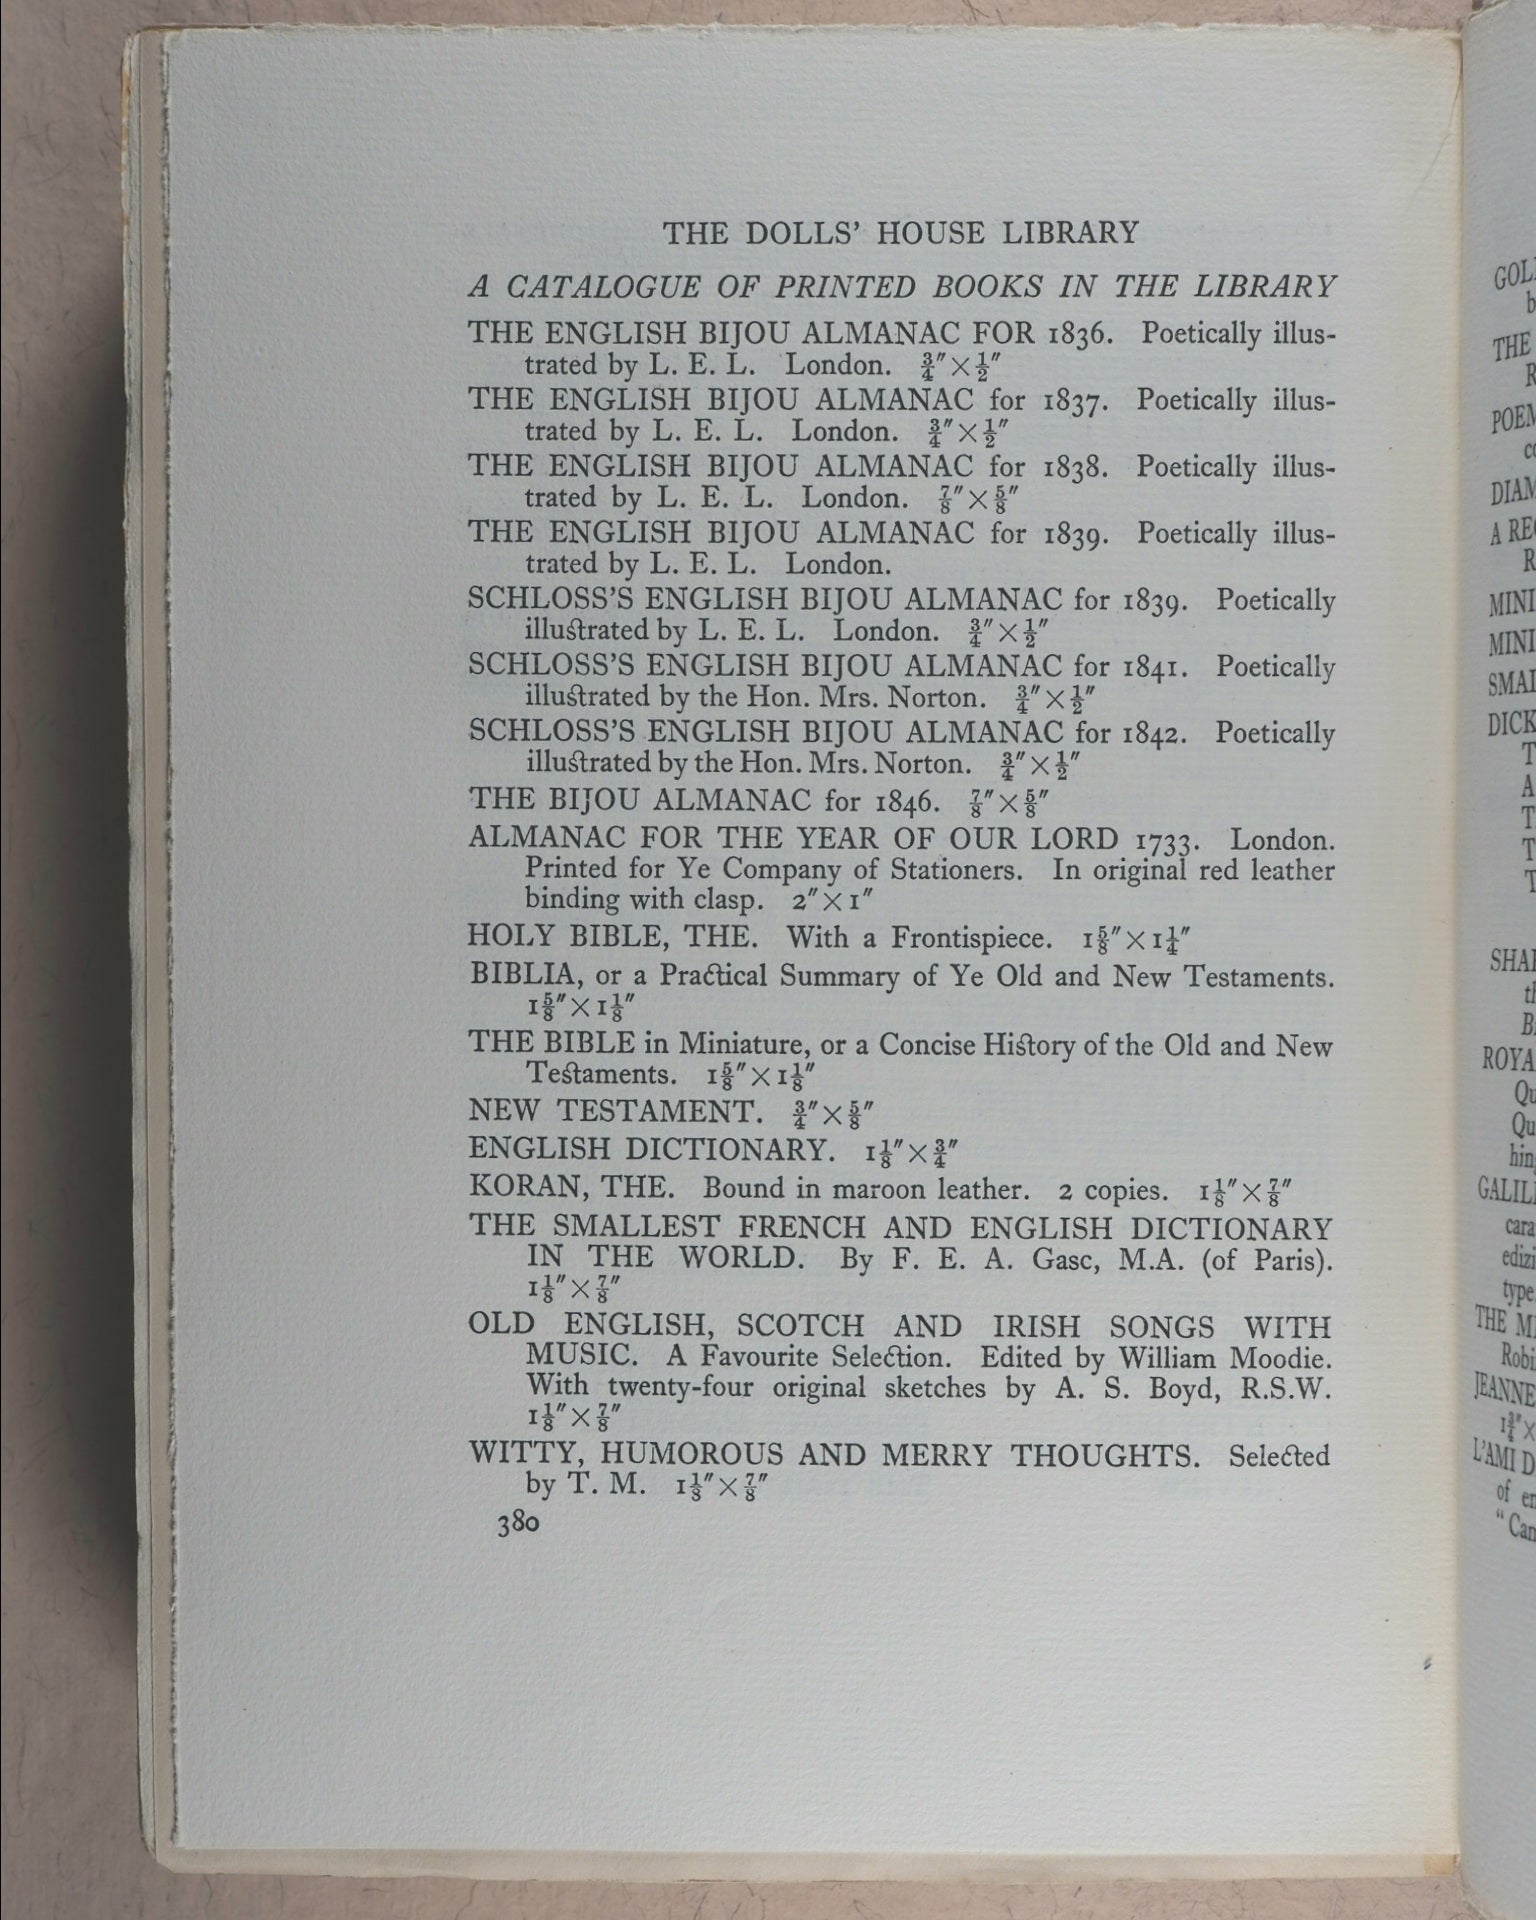 THE DOLLS' HOUSE LIBRARY
A CATALOGUE OF PRINTED BOOKS IN THE LIBRARY
THE ENGLISH BIJOU ALMANAC FOR 1836. Poetically illus-
trated by L. E. L. London. ¾″×½″
THE ENGLISH BIJOU ALMANAC for 1837. Poetically illus-
trated by L. E. L. London. ¾″×½″
THE ENGLISH BIJOU ALMANAC for 1838. Poetically illus-
trated by L. E. L. London. ⅞″×⅝″
THE ENGLISH BIJOU ALMANAC for 1839. Poetically illus-
trated by L. E. L. London.
SCHLOSS'S ENGLISH BIJOU ALMANAC for 1839. Poetically
illustrated by L. E. L. London. ¾″×½″
SCHLOSS'S ENGLISH BIJOU ALMANAC for 1841. Poetically
illustrated by the Hon. Mrs. Norton. ¾″×½″
SCHLOSS'S ENGLISH BIJOU ALMANAC for 1842. Poetically
illustrated by the Hon. Mrs. Norton. ¾″×½″
THE BIJOU ALMANAC for 1846. ⅞″×⅝″
ALMANAC FOR THE YEAR OF OUR LORD 1733. London.
Printed for Ye Company of Stationers. In original red leather
binding with clasp. 2″×1″
HOLY BIBLE, THE. With a Frontispiece. 1⅝″×1¼″
BIBLIA, or a Practical Summary of Ye Old and New Testaments.
1⅝″×1⅛″
THE BIBLE in Miniature, or a Concise History of the Old and New
Testaments. 1⅝″×1⅛″
NEW TESTAMENT. ¾″×⅝″
ENGLISH DICTIONARY. 1⅛″×¾″
KORAN, THE. Bound in maroon leather. 2 copies. 1⅛″×⅞″
THE SMALLEST FRENCH AND ENGLISH DICTIONARY
IN THE WORLD. By F. E. A. Gasc, M.A. (of Paris).
1⅛″×⅞″
OLD ENGLISH, SCOTCH AND IRISH SONGS WITH
MUSIC. A Favourite Selection. Edited by William Moodie.
With twenty-four original sketches by A. S. Boyd, R.S.W.
1⅛″×⅞″
WITTY, HUMOROUS AND MERRY THOUGHTS. Selected
by T. M. 1⅛″×⅞″
380